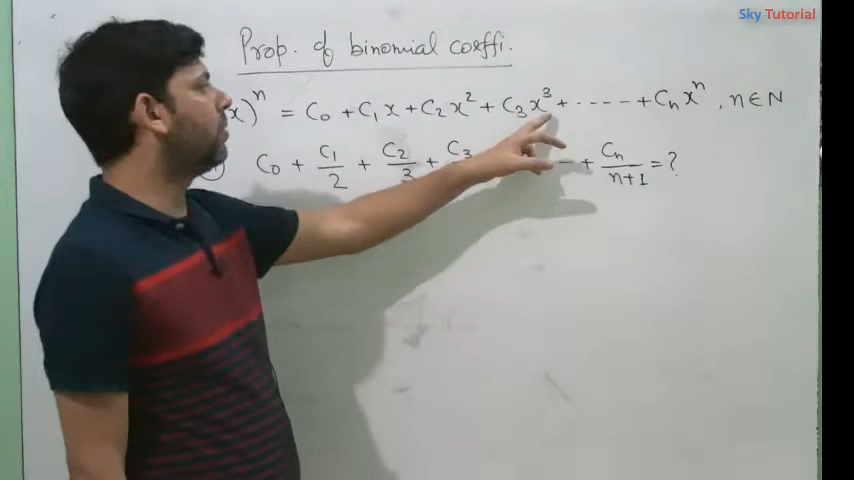 Sky Tutorial
Prop. of binomial coeffi.
x)^n = C₀ + C₁x + C₂x² + C₃x³ + ----- + Cₙxⁿ , n∈N
C₀ + C₁/2 + C₂/3 + C₃ - + Cₙ/n+1 = ?